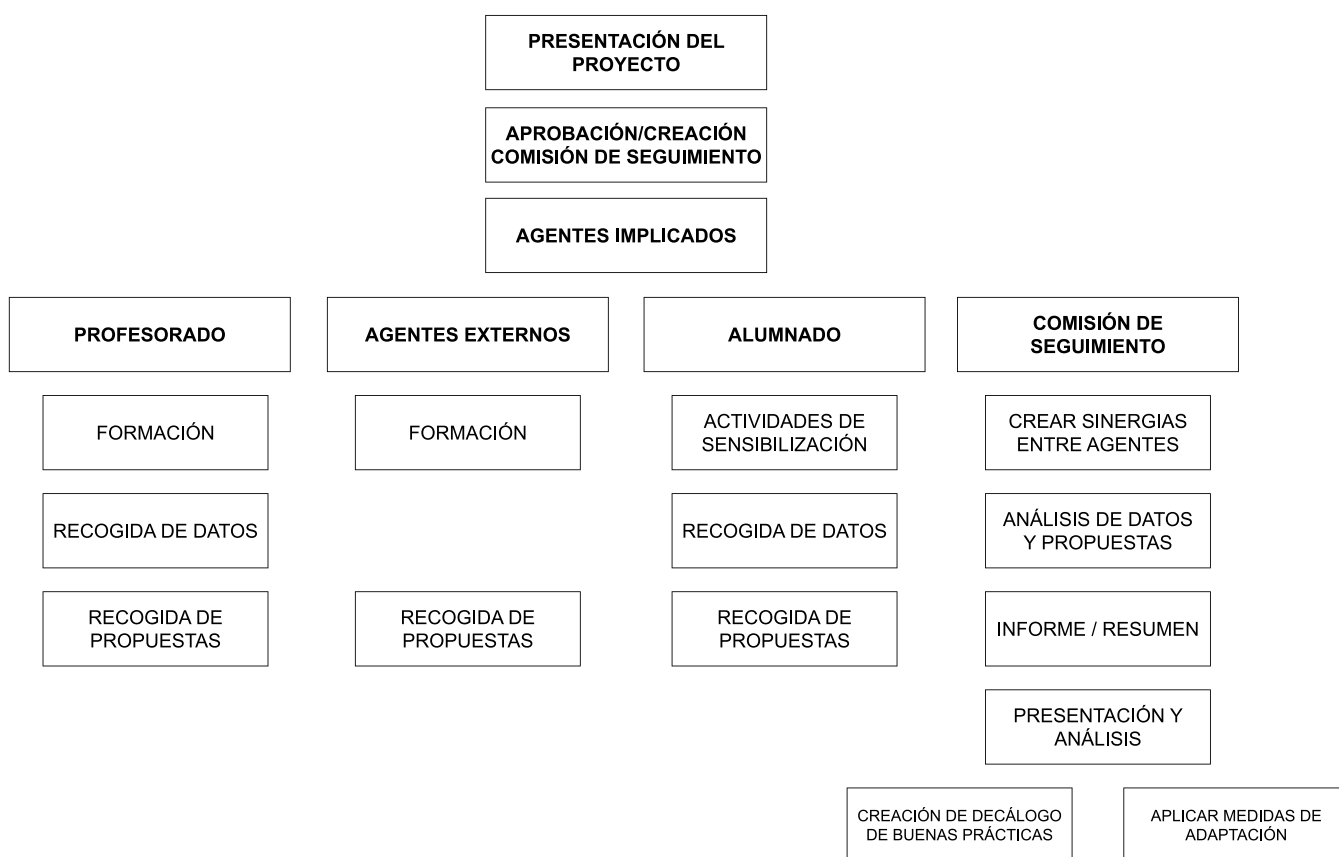 PRESENTACIÓN DEL
PROYECTO
APROBACIÓN/CREACIÓN
COMISIÓN DE SEGUIMIENTO
AGENTES IMPLICADOS
PROFESORADO
AGENTES EXTERNOS
ALUMNADO
COMISIÓN DE
SEGUIMIENTO
FORMACIÓN
FORMACIÓN
ACTIVIDADES DE
SENSIBILIZACIÓN
CREAR SINERGIAS
ENTRE AGENTES
RECOGIDA DE DATOS
RECOGIDA DE DATOS
ANÁLISIS DE DATOS
Y PROPUESTAS
RECOGIDA DE
PROPUESTAS
RECOGIDA DE
PROPUESTAS
RECOGIDA DE
PROPUESTAS
INFORME / RESUMEN
PRESENTACIÓN Y
ANÁLISIS
CREACIÓN DE DECÁLOGO
DE BUENAS PRÁCTICAS
APLICAR MEDIDAS DE
ADAPTACIÓN